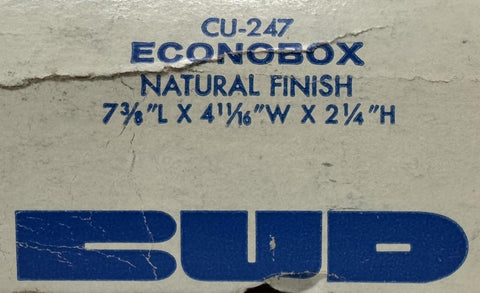 CU-247
ECONOBOX
NATURAL FINISH
7⅜"L X 4 11/16"W X 2¼"H
BUD